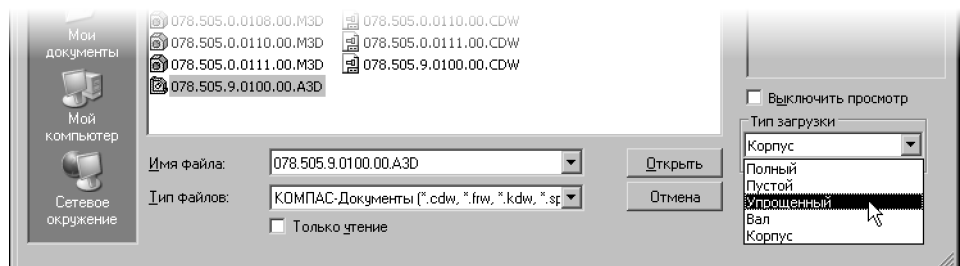 078.505.0.0108.00.M3D
078.505.0.0110.00.CDW
Мои
документы
078.505.0.0110.00.M3D
078.505.0.0111.00.CDW
078.505.0.0111.00.M3D
078.505.9.0100.00.CDW
078.505.9.0100.00.A3D
Мой
компьютер
Выключить просмотр
Тип загрузки
Корпус
Имя файла:
078.505.9.0100.00.A3D
Открыть
Полный
Пустой
Упрощенный
Вал
Корпус
Сетевое
окружение
Тип файлов:
КОМПАС-Документы (*.cdw, *.frw, *.kdw, *.sp
Отмена
Только чтение